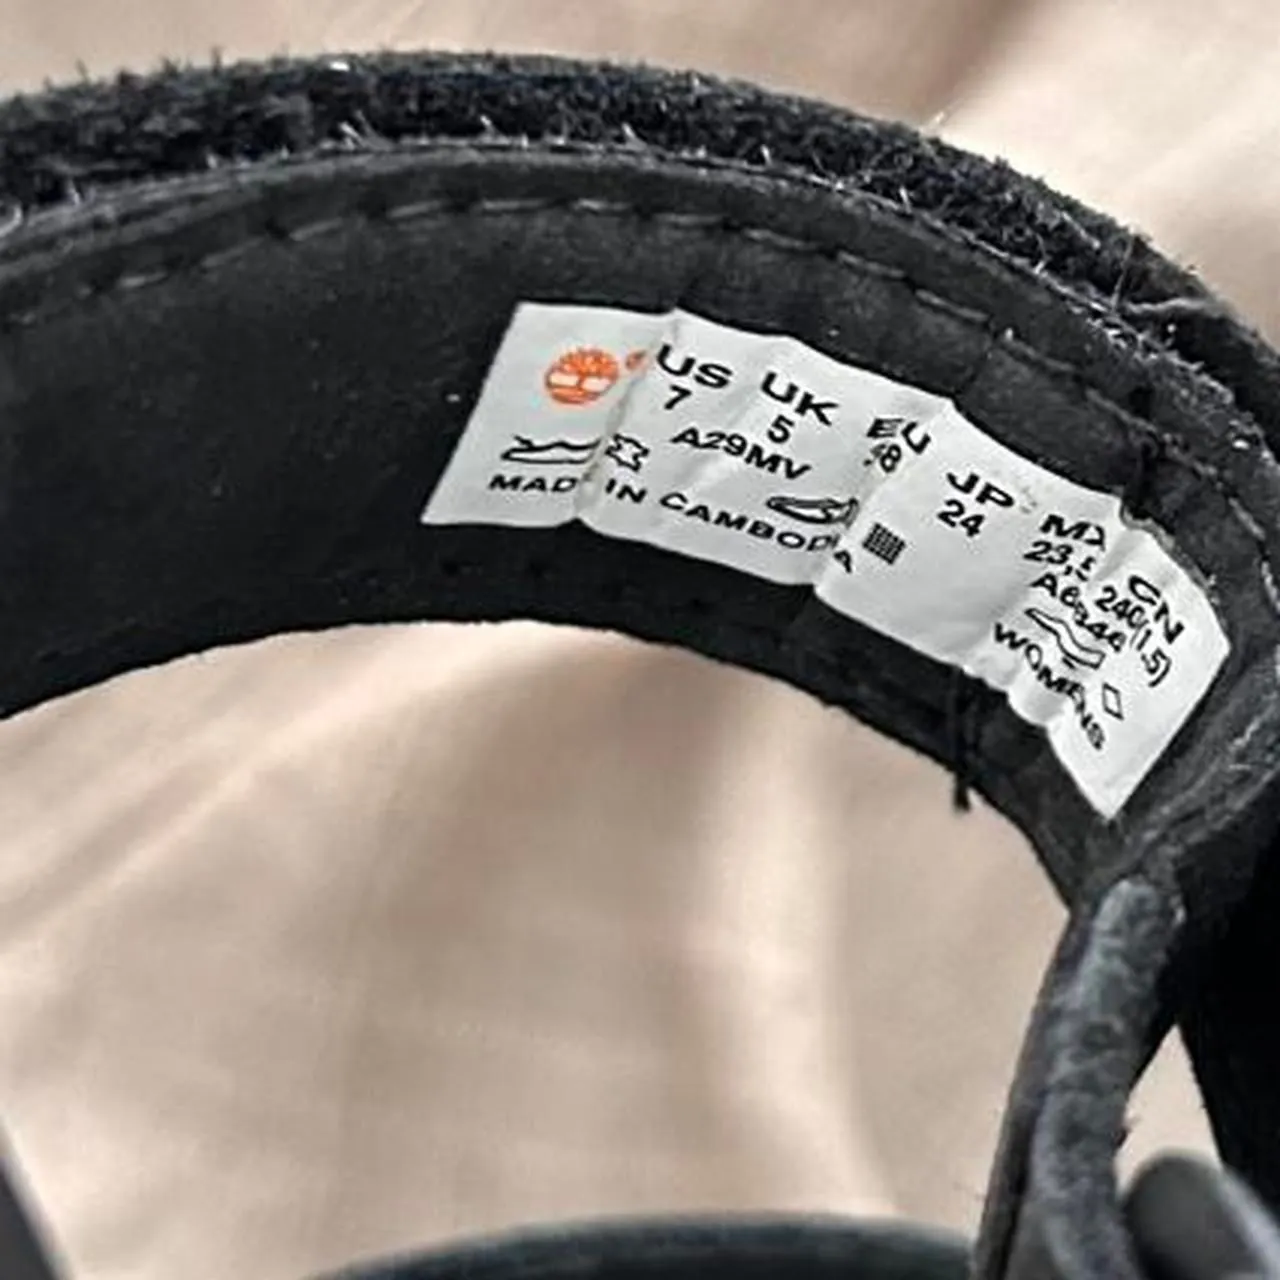 US UK EU JP MX CN
7 5 38 24 23,5 240(1.5)
A29MV
MADE IN CAMBODIA
WOMENS